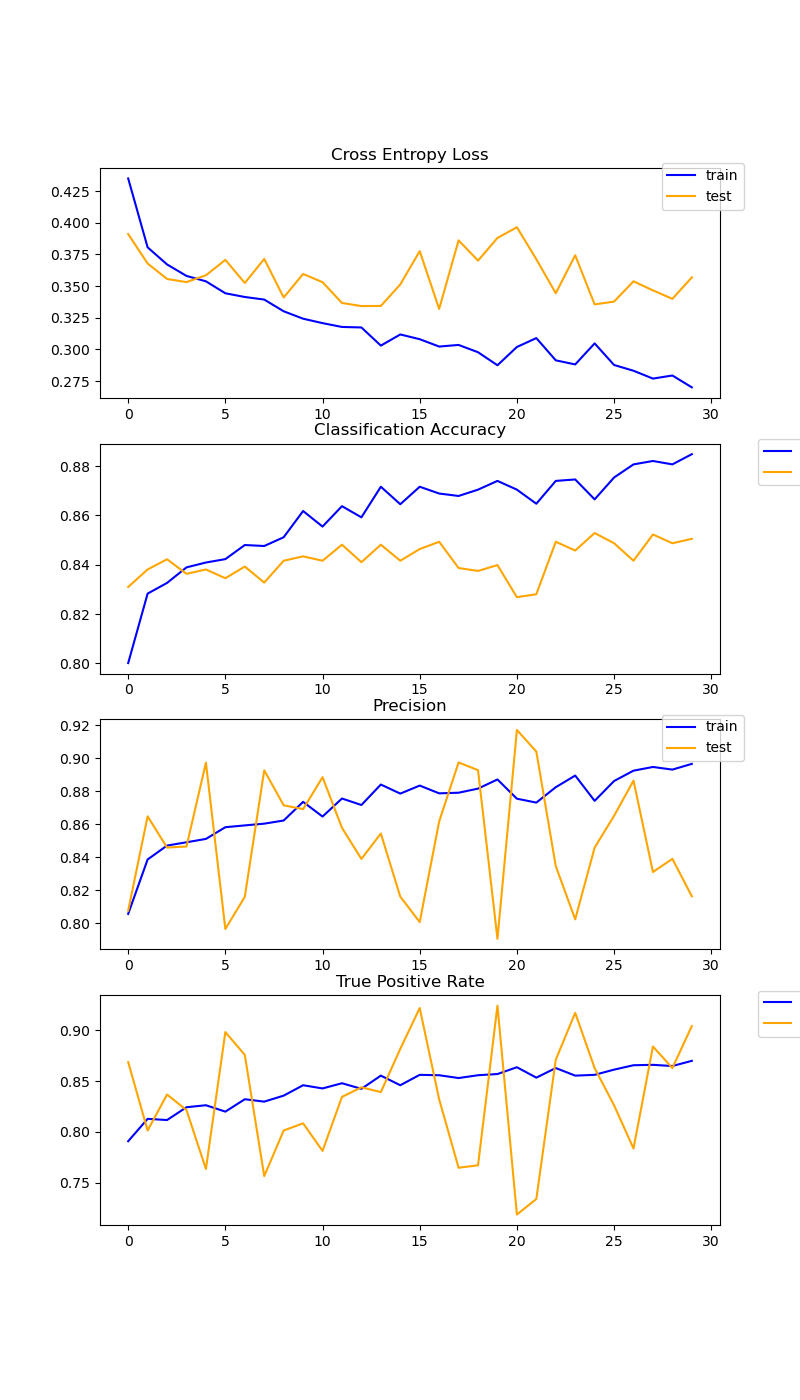 Cross Entropy Loss
train
test
0.425
0.400
0.375
0.350
0.325
0.300
0.275
0 5 10 15 20 25 30
Classification Accuracy
0.88
0.86
0.84
0.82
0.80
0 5 10 15 20 25 30
Precision
train
test
0.92
0.90
0.88
0.86
0.84
0.82
0.80
0 5 10 15 20 25 30
True Positive Rate
0.90
0.85
0.80
0.75
0 5 10 15 20 25 30